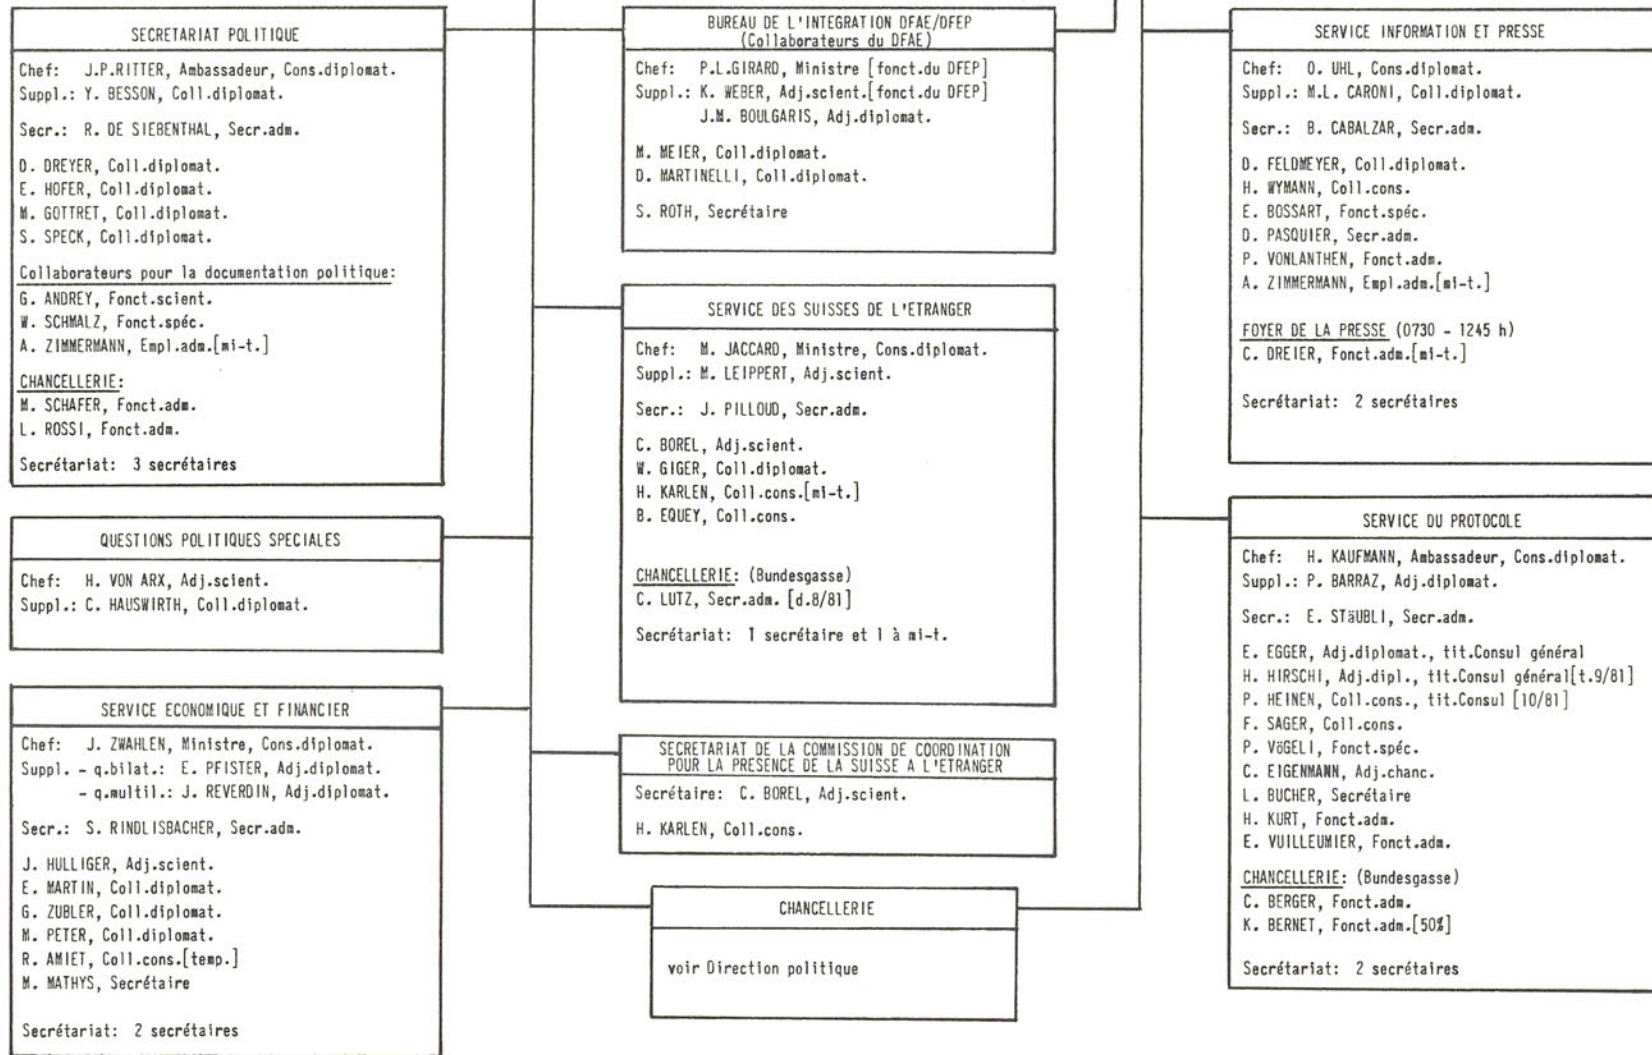 SECRETARIAT POLITIQUE
Chef: J.P.RITTER, Ambassadeur, Cons.diplomat.
Suppl.: Y. BESSON, Coll.diplomat.
Secr.: R. DE SIEBENTHAL, Secr.adm.
D. DREYER, Coll.diplomat.
E. HOFER, Coll.diplomat.
M. GOTTRET, Coll.diplomat.
S. SPECK, Coll.diplomat.
Collaborateurs pour la documentation politique:
G. ANDREY, Fonct.scient.
W. SCHMALZ, Fonct.spéc.
A. ZIMMERMANN, Empl.adm.[mi-t.]
CHANCELLERIE:
M. SCHAFER, Fonct.adm.
L. ROSSI, Fonct.adm.
Secrétariat: 3 secrétaires
QUESTIONS POLITIQUES SPECIALES
Chef: H. VON ARX, Adj.scient.
Suppl.: C. HAUSWIRTH, Coll.diplomat.
SERVICE ECONOMIQUE ET FINANCIER
Chef: J. ZWAHLEN, Ministre, Cons.diplomat.
Suppl. - q.bilat.: E. PFISTER, Adj.diplomat.
- q.multil.: J. REVERDIN, Adj.diplomat.
Secr.: S. RINDLISBACHER, Secr.adm.
J. HULLIGER, Adj.scient.
E. MARTIN, Coll.diplomat.
G. ZUBLER, Coll.diplomat.
M. PETER, Coll.diplomat.
R. AMIET, Coll.cons.[temp.]
M. MATHYS, Secrétaire
Secrétariat: 2 secrétaires
BUREAU DE L'INTEGRATION DFAE/DFEP
(Collaborateurs du DFAE)
Chef: P.L.GIRARD, Ministre [fonct.du DFEP]
Suppl.: K. WEBER, Adj.scient.[fonct.du DFEP]
J.M. BOULGARIS, Adj.diplomat.
M. MEIER, Coll.diplomat.
D. MARTINELLI, Coll.diplomat.
S. ROTH, Secrétaire
SERVICE DES SUISSES DE L'ETRANGER
Chef: M. JACCARD, Ministre, Cons.diplomat.
Suppl.: M. LEIPPERT, Adj.scient.
Secr.: J. PILLOUD, Secr.adm.
C. BOREL, Adj.scient.
W. GIGER, Coll.diplomat.
H. KARLEN, Coll.cons.[mi-t.]
B. EQUEY, Coll.cons.
CHANCELLERIE: (Bundesgasse)
C. LUTZ, Secr.adm. [d.8/81]
Secrétariat: 1 secrétaire et 1 à mi-t.
SECRETARIAT DE LA COMMISSION DE COORDINATION
POUR LA PRESENCE DE LA SUISSE A L'ETRANGER
Secrétaire: C. BOREL, Adj.scient.
H. KARLEN, Coll.cons.
CHANCELLERIE
voir Direction politique
SERVICE INFORMATION ET PRESSE
Chef: O. UHL, Cons.diplomat.
Suppl.: M.L. CARONI, Coll.diplomat.
Secr.: B. CABALZAR, Secr.adm.
D. FELDMEYER, Coll.diplomat.
H. WYMANN, Coll.cons.
E. BOSSART, Fonct.spéc.
D. PASQUIER, Secr.adm.
P. VONLANTHEN, Fonct.adm.
A. ZIMMERMANN, Empl.adm.[mi-t.]
FOYER DE LA PRESSE (0730 - 1245 h)
C. DREIER, Fonct.adm.[mi-t.]
Secrétariat: 2 secrétaires
SERVICE DU PROTOCOLE
Chef: H. KAUFMANN, Ambassadeur, Cons.diplomat.
Suppl.: P. BARRAZ, Adj.diplomat.
Secr.: E. STäUBLI, Secr.adm.
E. EGGER, Adj.diplomat., tit.Consul général
H. HIRSCHI, Adj.dipl., tit.Consul général[t.9/81]
P. HEINEN, Coll.cons., tit.Consul [10/81]
F. SAGER, Coll.cons.
P. VöGELI, Fonct.spéc.
C. EIGENMANN, Adj.chanc.
L. BUCHER, Secrétaire
H. KURT, Fonct.adm.
E. VUILLEUMIER, Fonct.adm.
CHANCELLERIE: (Bundesgasse)
C. BERGER, Fonct.adm.
K. BERNET, Fonct.adm.[50%]
Secrétariat: 2 secrétaires